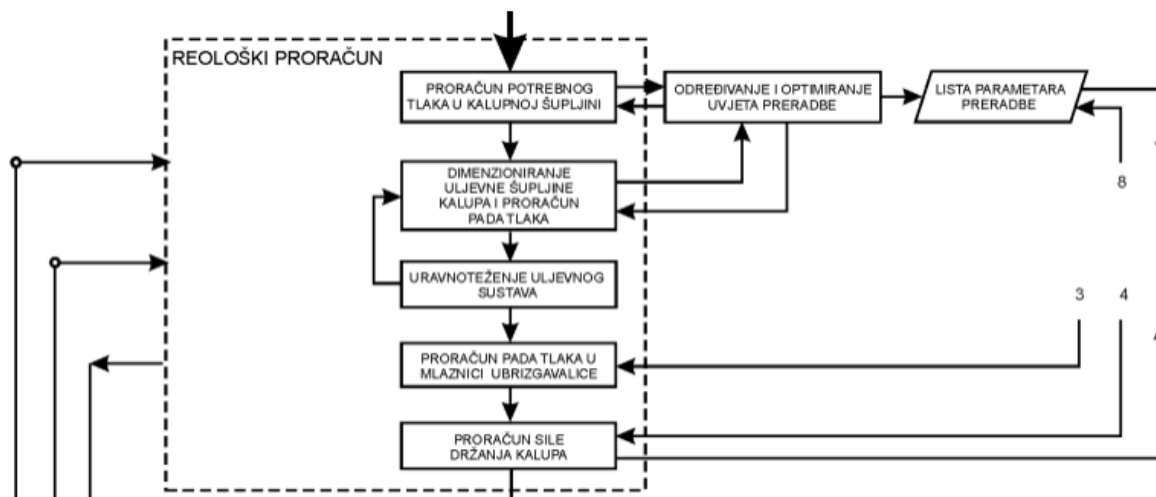 REOLOŠKI PRORAČUN
PRORAČUN POTREBNOG
TLAKA U KALUPNOJ ŠUPLJINI
ODREĐIVANJE I OPTIMIRANJE
UVJETA PRERADBE
LISTA PARAMETARA
PRERADBE
DIMENZIONIRANJE
ULJEVNE ŠUPLJINE
KALUPA I PRORAČUN
PADA TLAKA
8
URAVNOTEŽENJE ULJEVNOG
SUSTAVA
3
4
PRORAČUN PADA TLAKA U
MLAZNICI UBRIZGAVALICE
PRORAČUN SILE
DRŽANJA KALUPA